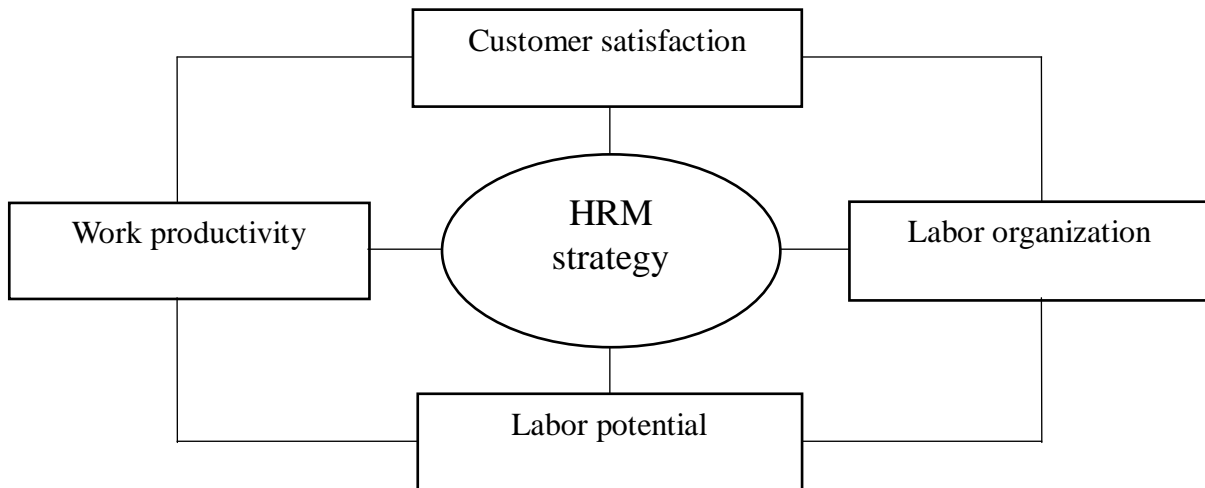 Customer satisfaction
Work productivity
HRM
strategy
Labor organization
Labor potential